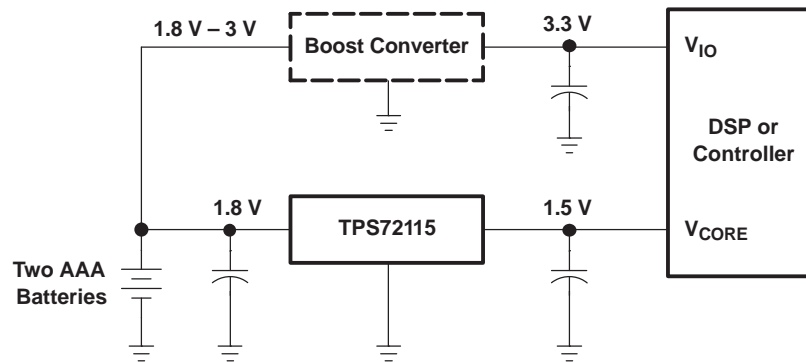 1.8 V – 3 V
Boost Converter
3.3 V
VIO
DSP or
Controller
1.8 V
TPS72115
1.5 V
VCORE
Two AAA
Batteries